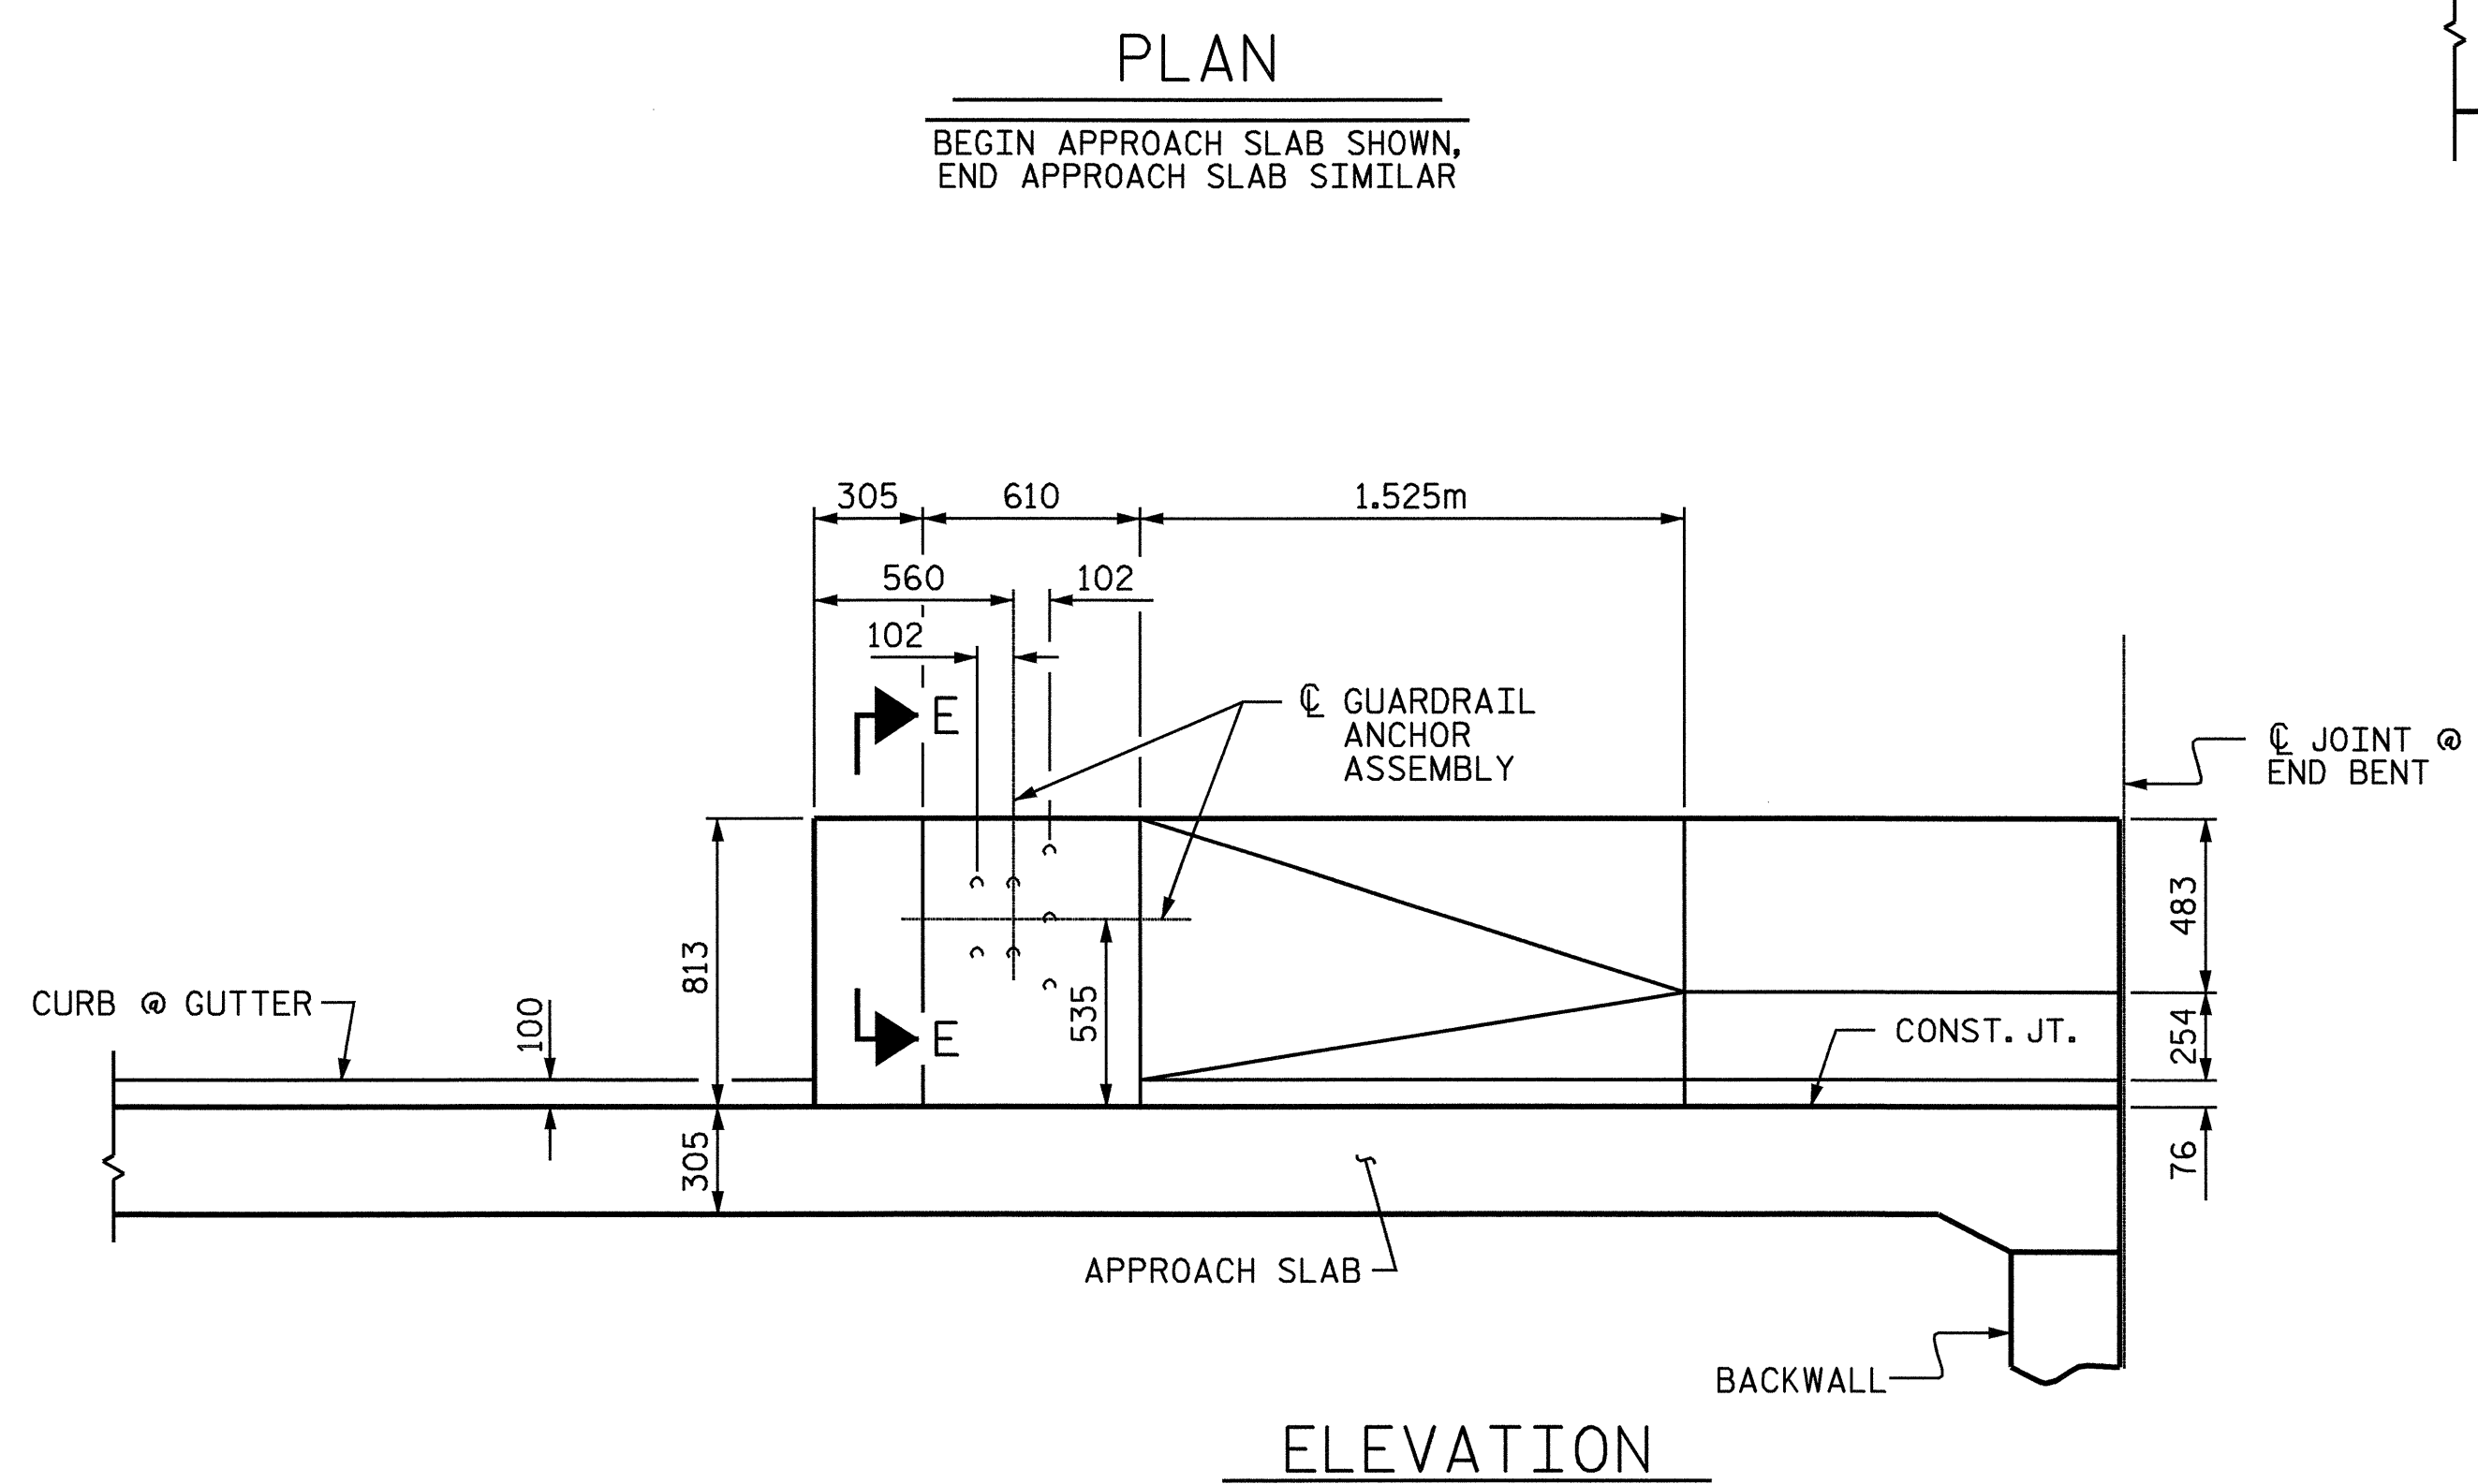 PLAN
BEGIN APPROACH SLAB SHOWN,
END APPROACH SLAB SIMILAR
305
610
1.525m
560
102
102
E
℄ GUARDRAIL
ANCHOR
ASSEMBLY
℄ JOINT @
END BENT
483
813
535
CURB @ GUTTER
100
E
CONST. JT.
254
305
76
APPROACH SLAB
BACKWALL
ELEVATION